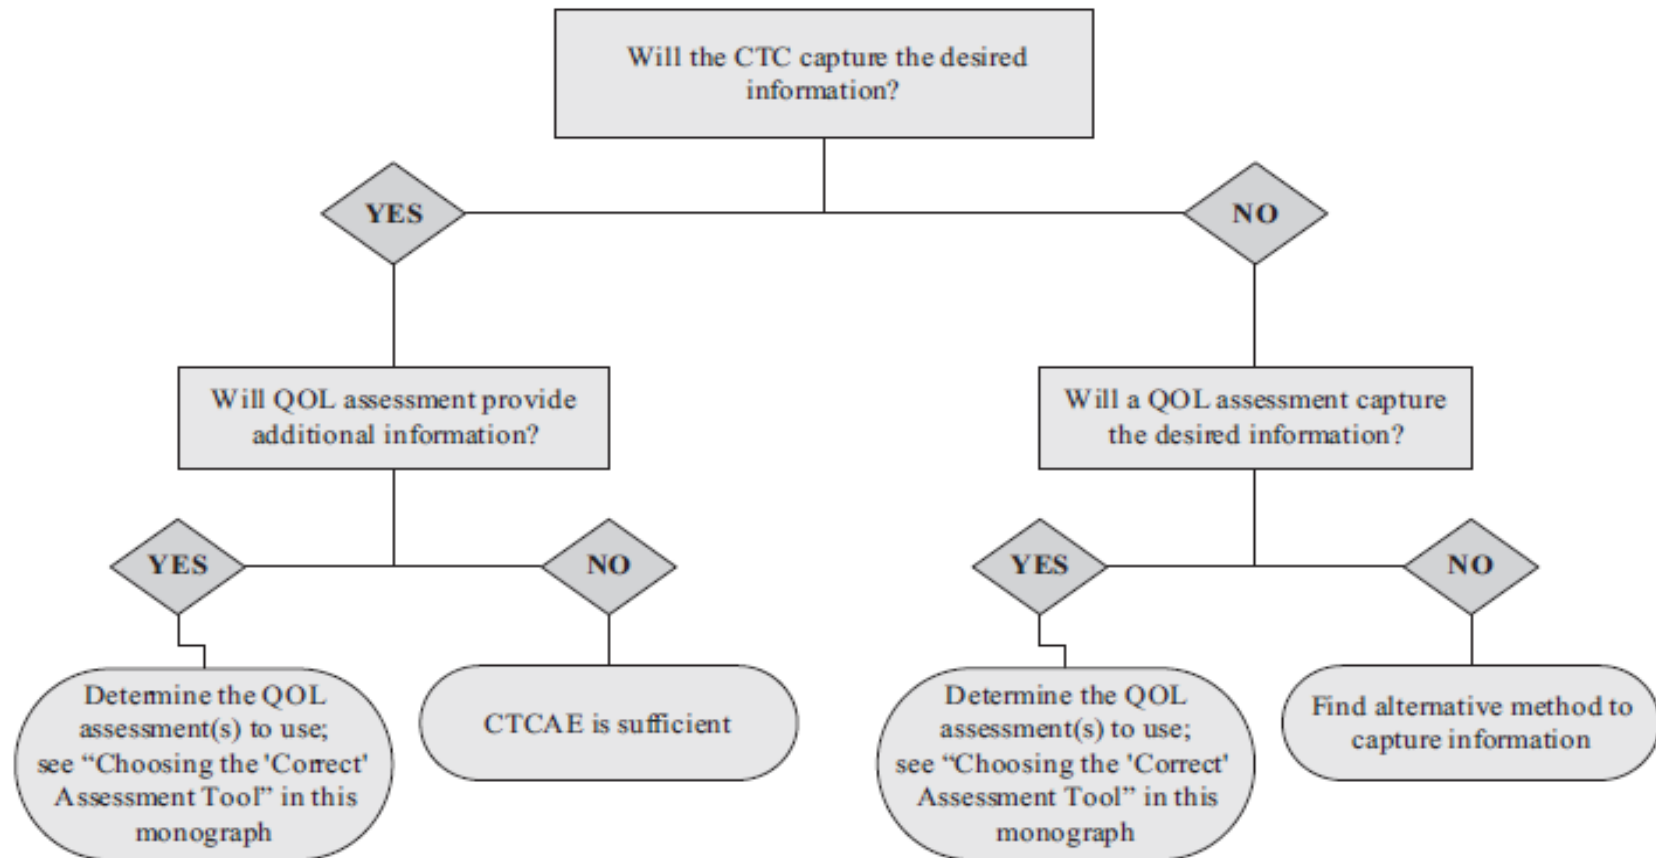 Will the CTC capture the desired
information?
YES
NO
Will QOL assessment provide
additional information?
Will a QOL assessment capture
the desired information?
YES
NO
YES
NO
Determine the QOL
assessment(s) to use;
see “Choosing the 'Correct'
Assessment Tool” in this
monograph
CTCAE is sufficient
Determine the QOL
assessment(s) to use;
see “Choosing the 'Correct'
Assessment Tool” in this
monograph
Find alternative method to
capture information